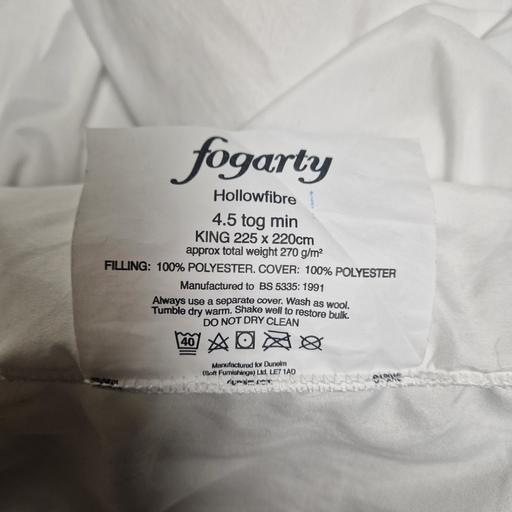 fogarty
Hollowfibre
4.5 tog min
KING 225 x 220cm
approx total weight 270 g/m²
FILLING: 100% POLYESTER. COVER: 100% POLYESTER
Manufactured to BS 5335: 1991
Always use a separate cover. Wash as wool.
Tumble dry warm. Shake well to restore bulk.
DO NOT DRY CLEAN
40
Manufactured for Dunelm
(Soft Furnishings) Ltd. LE7 1AD